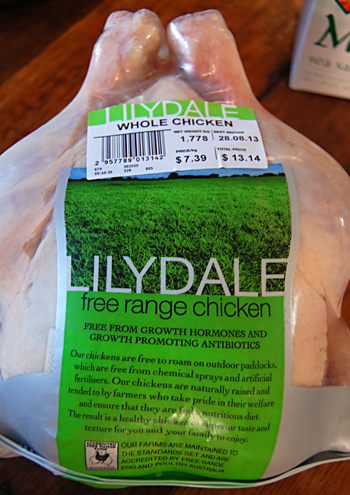 LILYDALE
WHOLE CHICKEN
NET WEIGHT KG BEST BEFORE
1.778 28.08.13
PRICE/kg TOTAL PRICE
$7.39 $13.14
2 957789 013142
LILYDALE
free range chicken
FREE FROM GROWTH HORMONES AND
GROWTH PROMOTING ANTIBIOTICS
Our chickens are free to roam on outdoor paddocks,
which are free from chemical sprays and artificial
fertilisers. Our chickens are naturally raised and
tended to by farmers who take pride in their welfare
and ensure that they are fed a nutritious diet.
The result is a healthy chicken of superior taste and
texture for you and your family to enjoy.
OUR FARMS ARE MAINTAINED TO
THE STANDARDS SET AND ARE
ACCREDITED BY FREE RANGE
EGG AND POULTRY AUSTRALIA